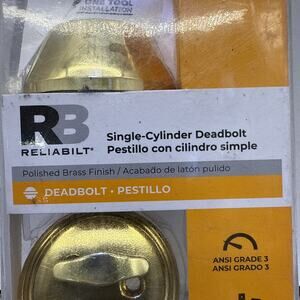 ONE TOOL
INSTALLATION
RB
RELIABILT®
Single-Cylinder Deadbolt
Pestillo con cilindro simple
Polished Brass Finish / Acabado de latón pulido
DEADBOLT • PESTILLO
ANSI GRADE 3
ANSI GRADO 3